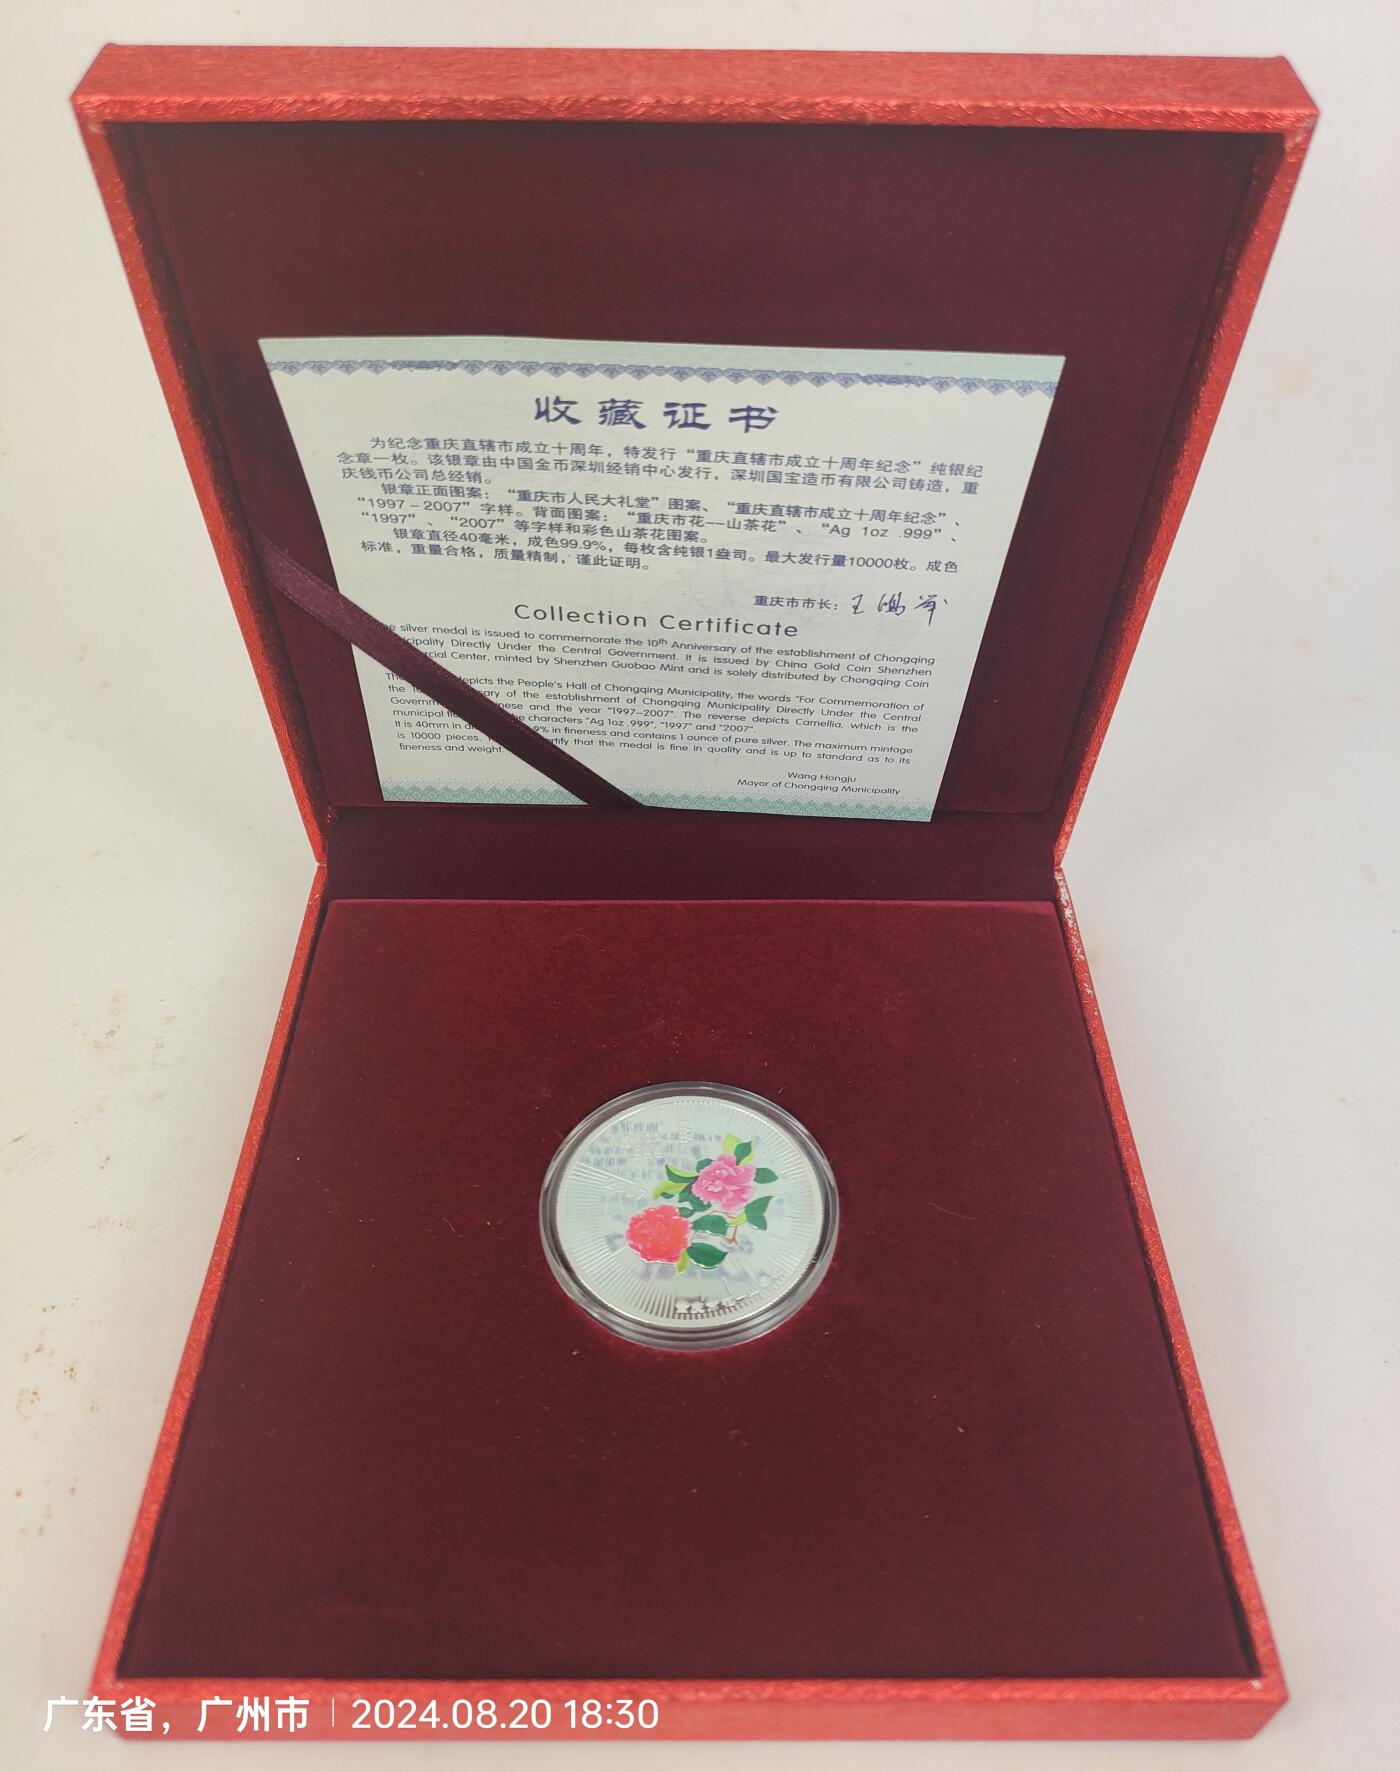 收藏证书
为纪念重庆直辖市成立十周年，特发行“重庆直辖市成立十周年纪念”纯银纪
念章一枚。该银章由中国金币深圳经销中心发行，深圳国宝造币有限公司铸造，重
庆钱币公司总经销。
银章正面图案：“重庆市人民大礼堂”图案、“重庆直辖市成立十周年纪念”、
“1997－2007”字样。背面图案：“重庆市花--山茶花”、“Ag 1oz .999”、
“1997”、“2007”等字样和彩色山茶花图案。
银章直径40毫米，成色99.9%，每枚含纯银1盎司。最大发行量10000枚。成色
标准，重量合格，质量精制，谨此证明。
重庆市市长：王鸿举
Collection Certificate
silver medal is issued to commemorate the 10th Anniversary of the establishment of Chongqing
Directly Under the Central Government. It is issued by China Gold Coin Shenzhen
Center, minted by Shenzhen Guobao Mint and is solely distributed by Chongqing Coin
depicts the People's Hall of Chongqing Municipality, the words "For Commemoration of
the of the establishment of Chongqing Municipality Directly Under the Central
and the year "1997–2007". The reverse depicts Camellia, which is the
municipal characters "Ag 1oz .999", "1997" and "2007".
It is 40mm in in fineness and contains 1 ounce of pure silver. The maximum mintage
is 10000 pieces. that the medal is fine in quality and is up to standard as to its
fineness and weight.
Wang Hongju
Mayor of Chongqing Municipality
广东省，广州市 2024.08.20 18:30